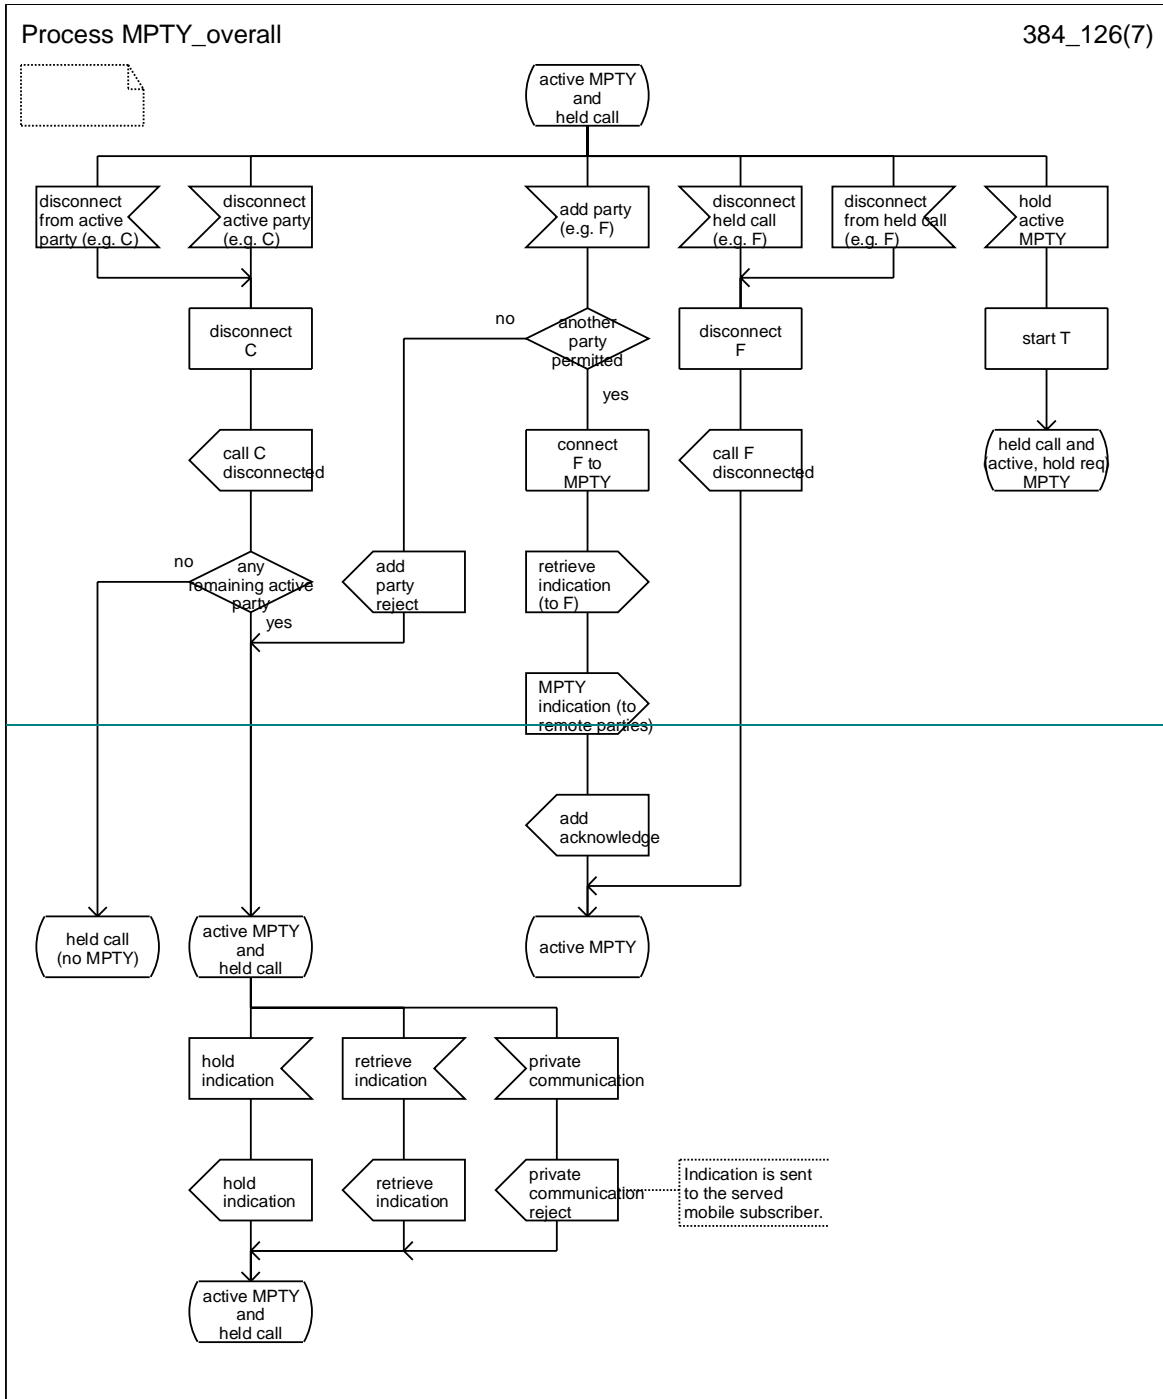 Process MPTY_overall
384_126(7)
active MPTY
and
held call
disconnect
from active
party (e.g. C)
disconnect
active party
(e.g. C)
add party
(e.g. F)
disconnect
held call
(e.g. F)
disconnect
from held call
(e.g. F)
hold
active
MPTY
disconnect
C
no
another
party
permitted
yes
disconnect
F
start T
call C
disconnected
connect
F to
MPTY
call F
disconnected
held call and
(active, hold req)
MPTY
no
any
remaining active
party
yes
add
party
reject
retrieve
indication
(to F)
MPTY
indication (to
remote parties)
add
acknowledge
held call
(no MPTY)
active MPTY
and
held call
active MPTY
hold
indication
retrieve
indication
private
communication
hold
indication
retrieve
indication
private
communication
reject
Indication is sent
to the served
mobile subscriber.
active MPTY
and
held call